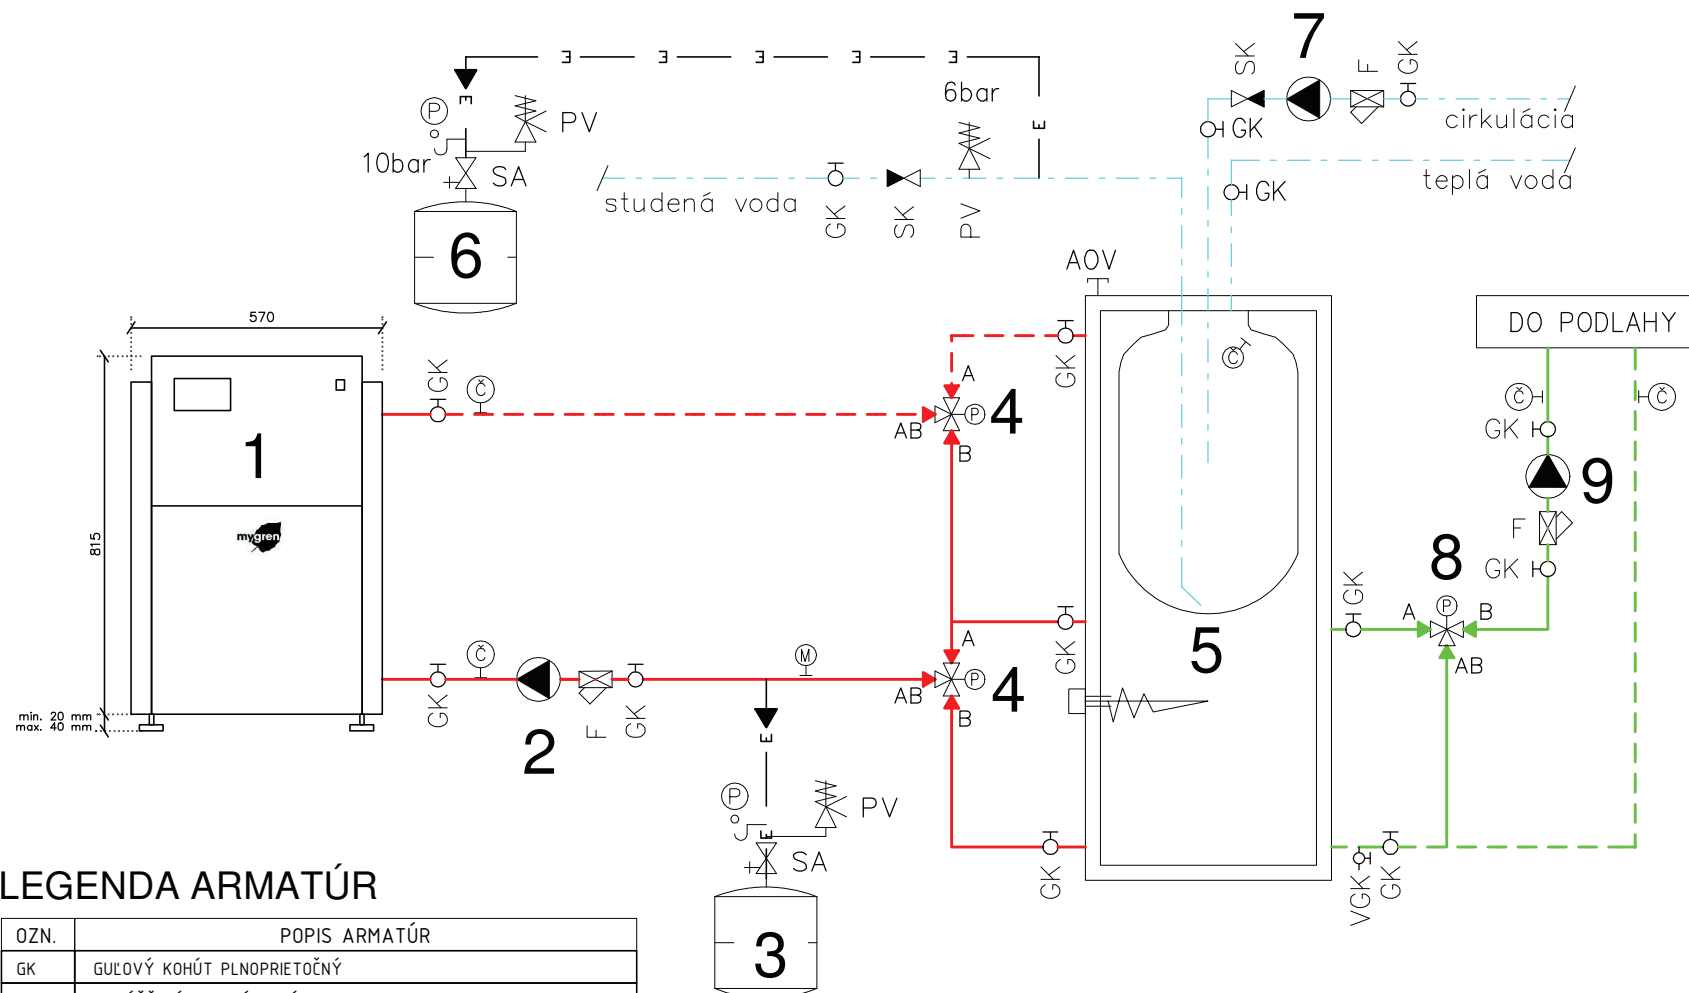 7
E E E E E
SK
F
GK
6bar
cirkulácia
P
PV
E
E
GK
10bar
SA
teplá voda
GK
studená voda
GK
SK
PV
6
AOV
570
DO PODLAHY
GK
Č
GK
A
Č
4
P
AB
B
Č
Č
GK
1
9
mygren
815
F
8
GK
GK
A
P
B
AB
5
Č
M
A
GK
AB
P
4
B
min. 20 mm
max. 40 mm
GK
F
GK
2
E
P
PV
E
SA
GK
VGK
GK
3
LEGENDA ARMATÚR
OZN. POPIS ARMATÚR
GK GUĽOVÝ KOHÚT PLNOPRIETOČNÝ